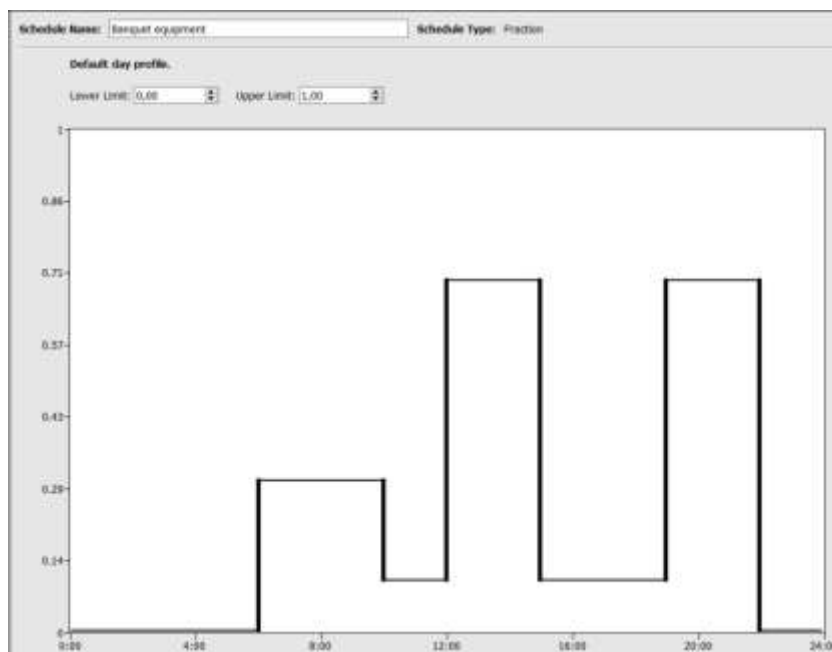 Schedule Name: Banquet equipment Schedule Type: Fraction
Default day profile.
Lower Limit: 0,00 Upper Limit: 1,00
1
0.86
0.71
0.57
0.43
0.29
0.14
0
0:00 4:00 8:00 12:00 16:00 20:00 24:0